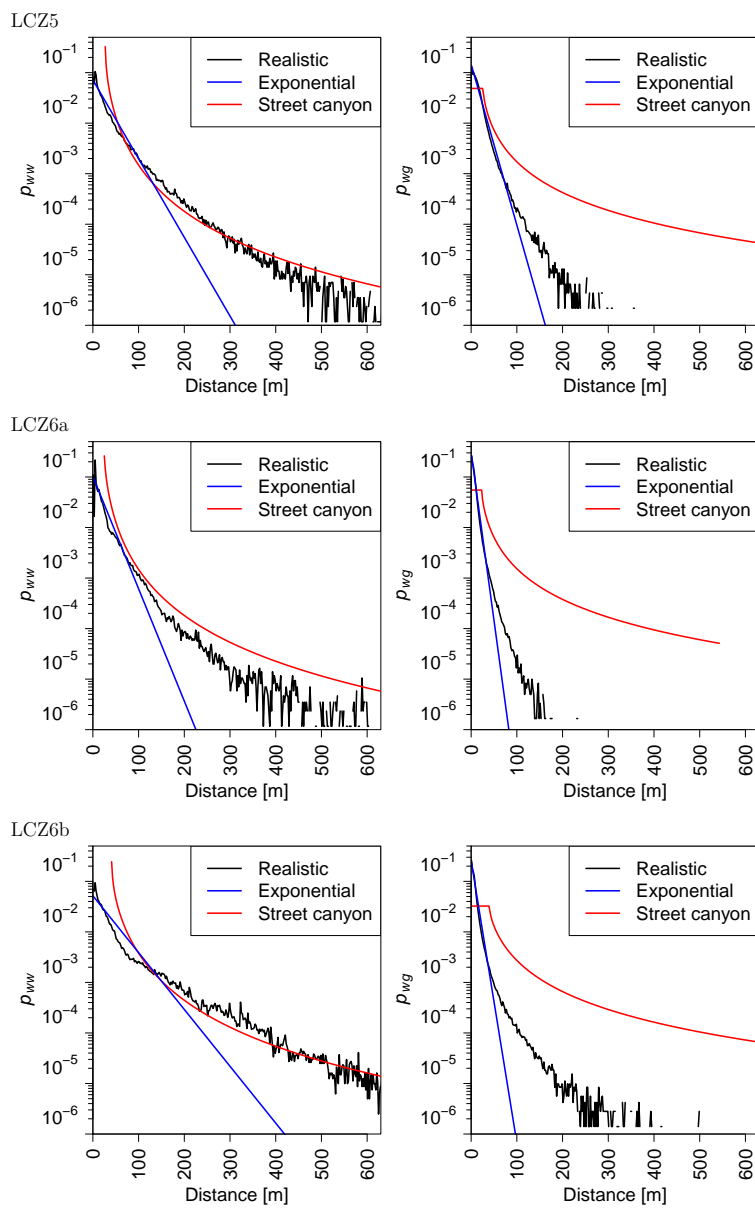 LCZ5
10⁻¹
10⁻²
10⁻³
10⁻⁴
10⁻⁵
10⁻⁶
p_ww
Realistic
Exponential
Street canyon
0 100 200 300 400 500 600
Distance [m]
10⁻¹
10⁻²
10⁻³
10⁻⁴
10⁻⁵
10⁻⁶
p_wg
Realistic
Exponential
Street canyon
0 100 200 300 400 500 600
Distance [m]
LCZ6a
10⁻¹
10⁻²
10⁻³
10⁻⁴
10⁻⁵
10⁻⁶
p_ww
Realistic
Exponential
Street canyon
0 100 200 300 400 500 600
Distance [m]
10⁻¹
10⁻²
10⁻³
10⁻⁴
10⁻⁵
10⁻⁶
p_wg
Realistic
Exponential
Street canyon
0 100 200 300 400 500 600
Distance [m]
LCZ6b
10⁻¹
10⁻²
10⁻³
10⁻⁴
10⁻⁵
10⁻⁶
p_ww
Realistic
Exponential
Street canyon
0 100 200 300 400 500 600
Distance [m]
10⁻¹
10⁻²
10⁻³
10⁻⁴
10⁻⁵
10⁻⁶
p_wg
Realistic
Exponential
Street canyon
0 100 200 300 400 500 600
Distance [m]